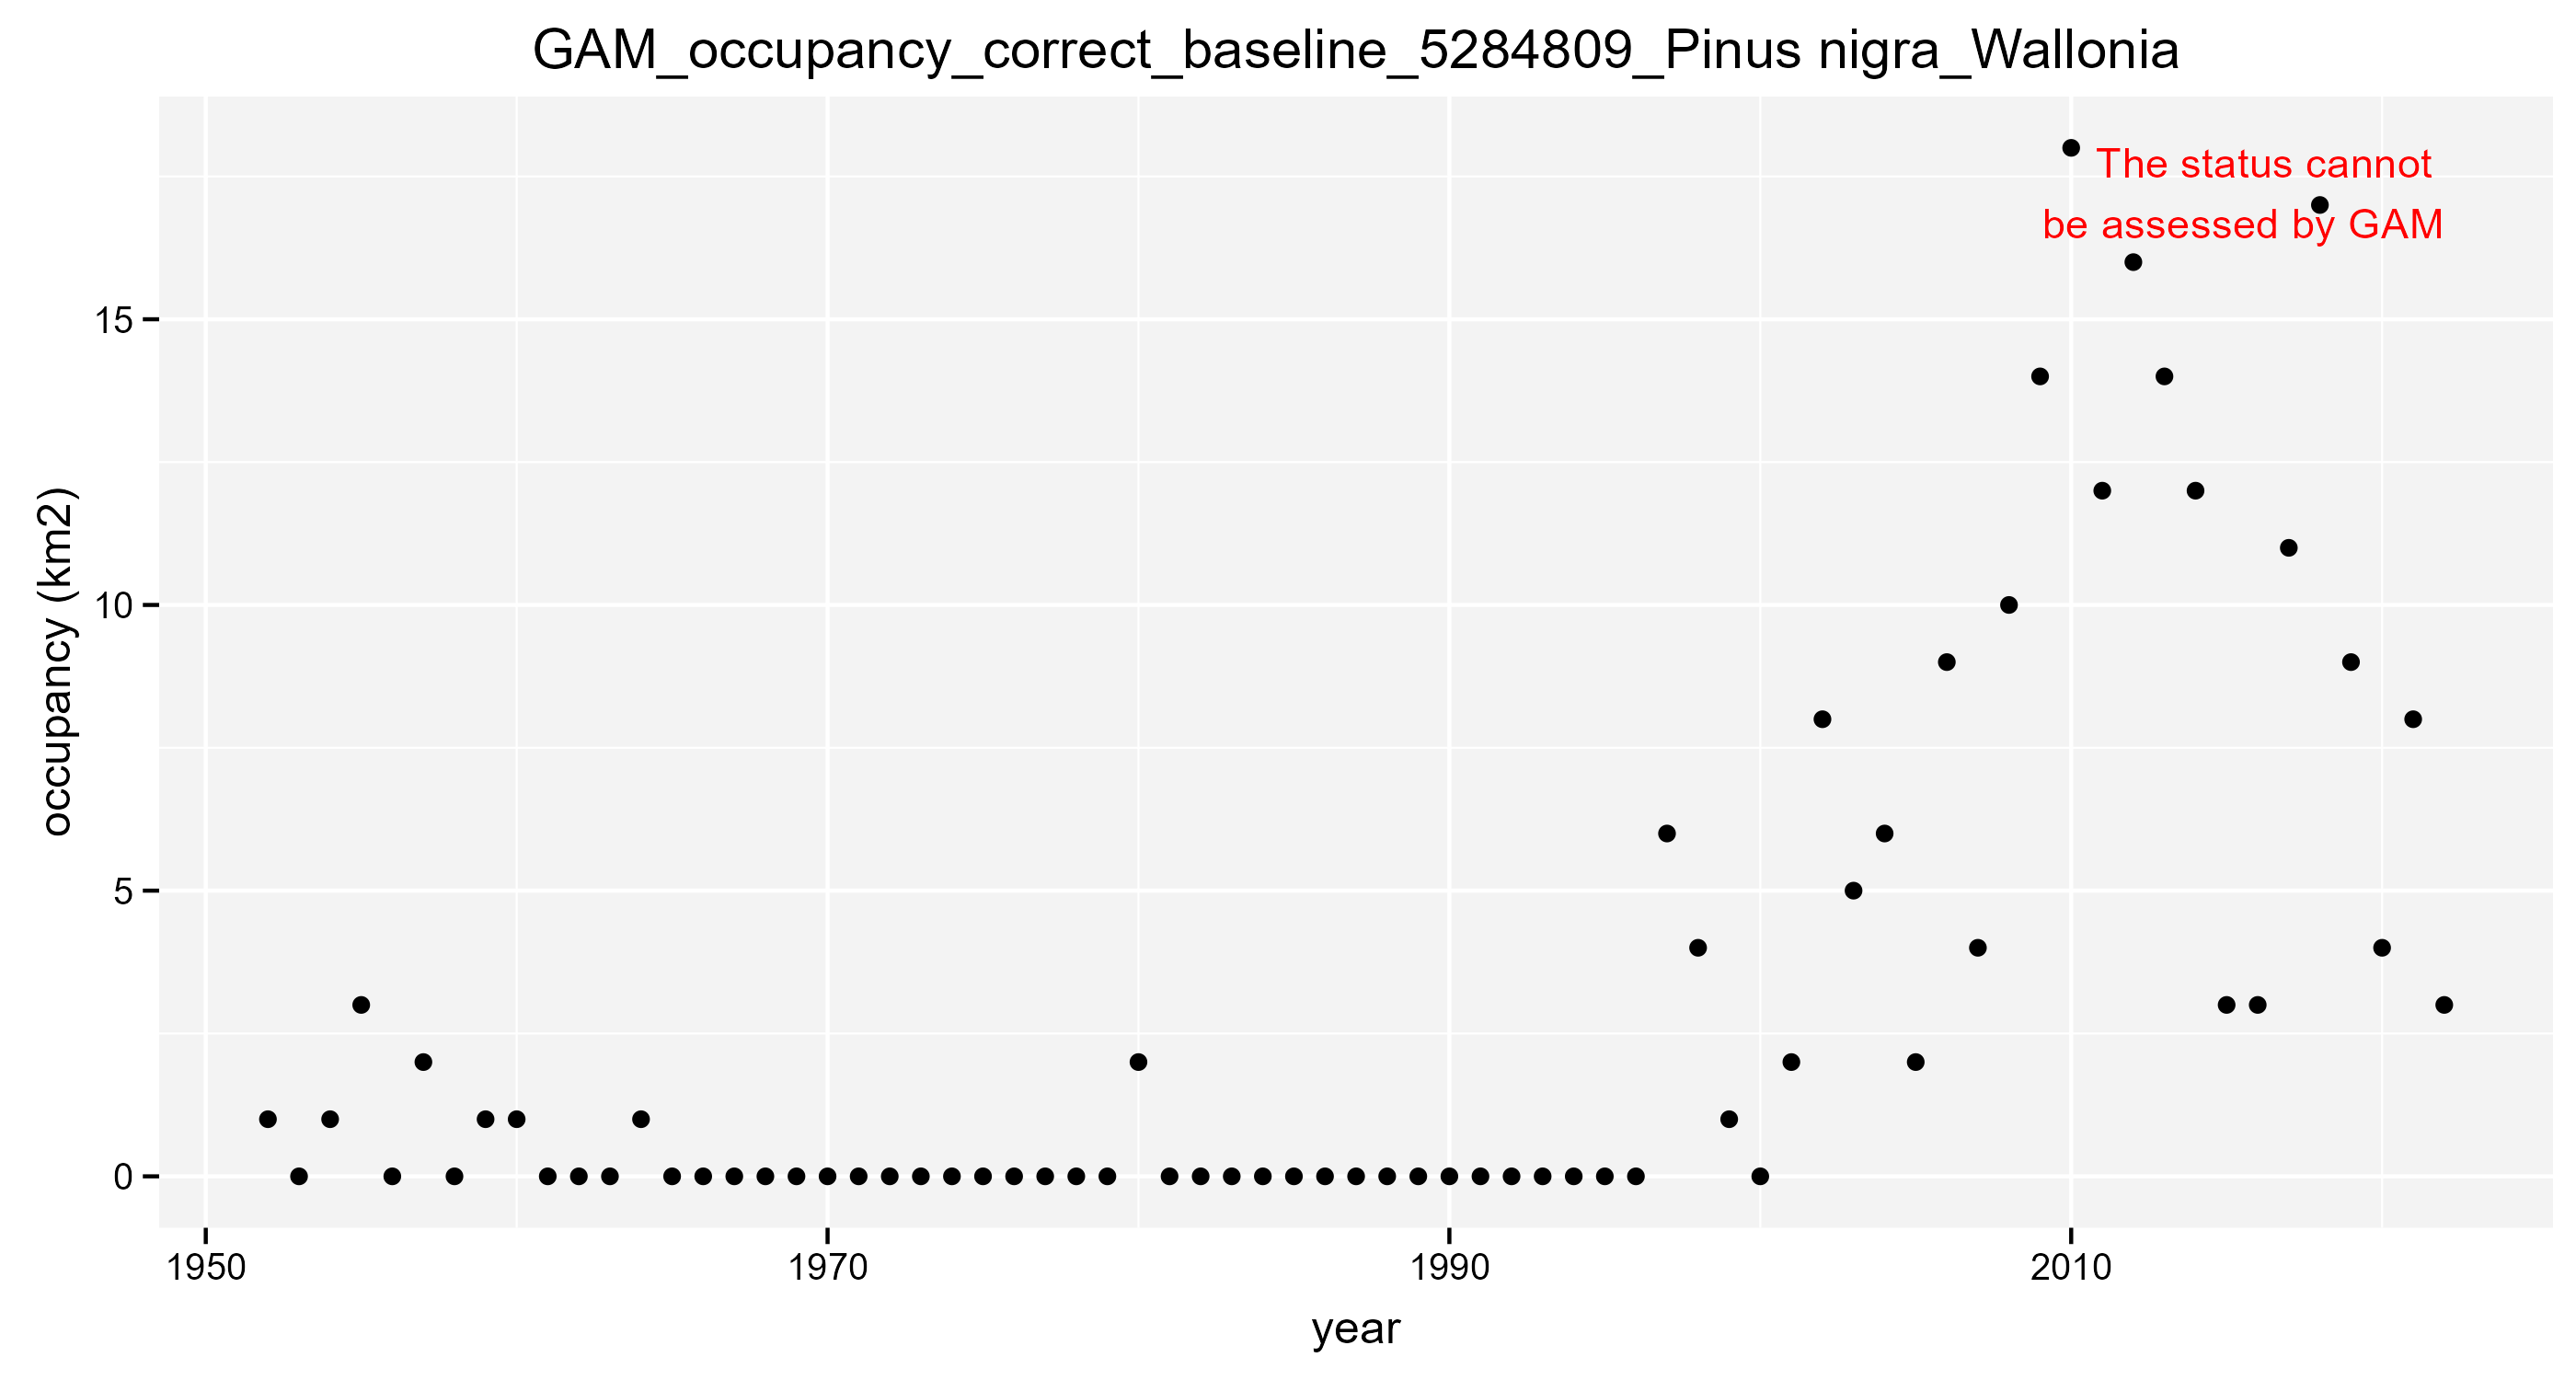 GAM_occupancy_correct_baseline_5284809_Pinus nigra_Wallonia
The status cannot
be assessed by GAM
occupancy (km2)
15
10
5
0
1950 1970 1990 2010
year